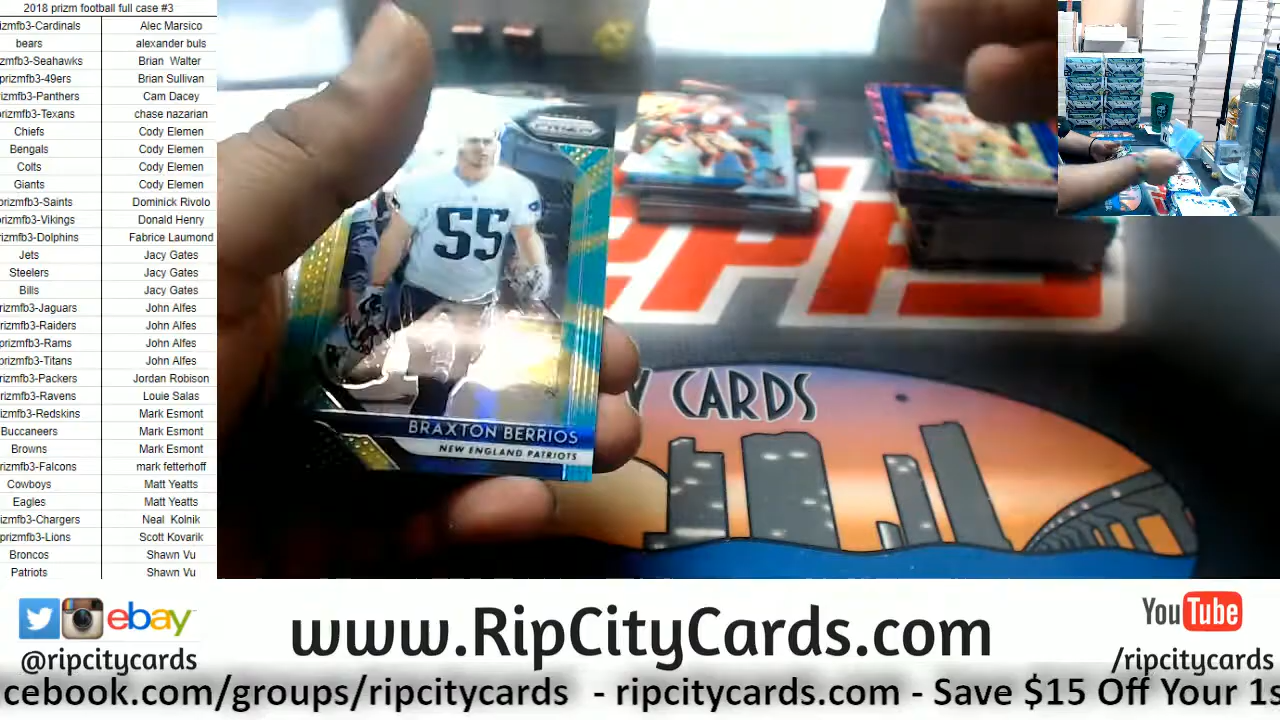 2018 prizm football full case #3
izmfb3-Cardinals Alec Marsico
bears alexander buls
zmfb3-Seahawks Brian Walter
prizmfb3-49ers Brian Sullivan
zmfb3-Panthers Cam Dacey
rizmfb3-Texans chase nazarian
Chiefs Cody Elemen
Bengals Cody Elemen
Colts Cody Elemen
Giants Cody Elemen
prizmfb3-Saints Dominick Rivolo
rizmfb3-Vikings Donald Henry
izmfb3-Dolphins Fabrice Laumond
Jets Jacy Gates
Steelers Jacy Gates
Bills Jacy Gates
rizmfb3-Jaguars John Alfes
rizmfb3-Raiders John Alfes
prizmfb3-Rams John Alfes
prizmfb3-Titans John Alfes
rizmfb3-Packers Jordan Robison
rizmfb3-Ravens Louie Salas
zmfb3-Redskins Mark Esmont
Buccaneers Mark Esmont
Browns Mark Esmont
rizmfb3-Falcons mark fetterhoff
Cowboys Matt Yeatts
Eagles Matt Yeatts
izmfb3-Chargers Neal Kolnik
prizmfb3-Lions Scott Kovarik
Broncos Shawn Vu
Patriots Shawn Vu
55
BRAXTON BERRIOS
NEW ENGLAND PATRIOTS
Y CARDS
ebay
@ripcitycards
www.RipCityCards.com
YouTube
/ripcitycards
cebook.com/groups/ripcitycards - ripcitycards.com - Save $15 Off Your 1s